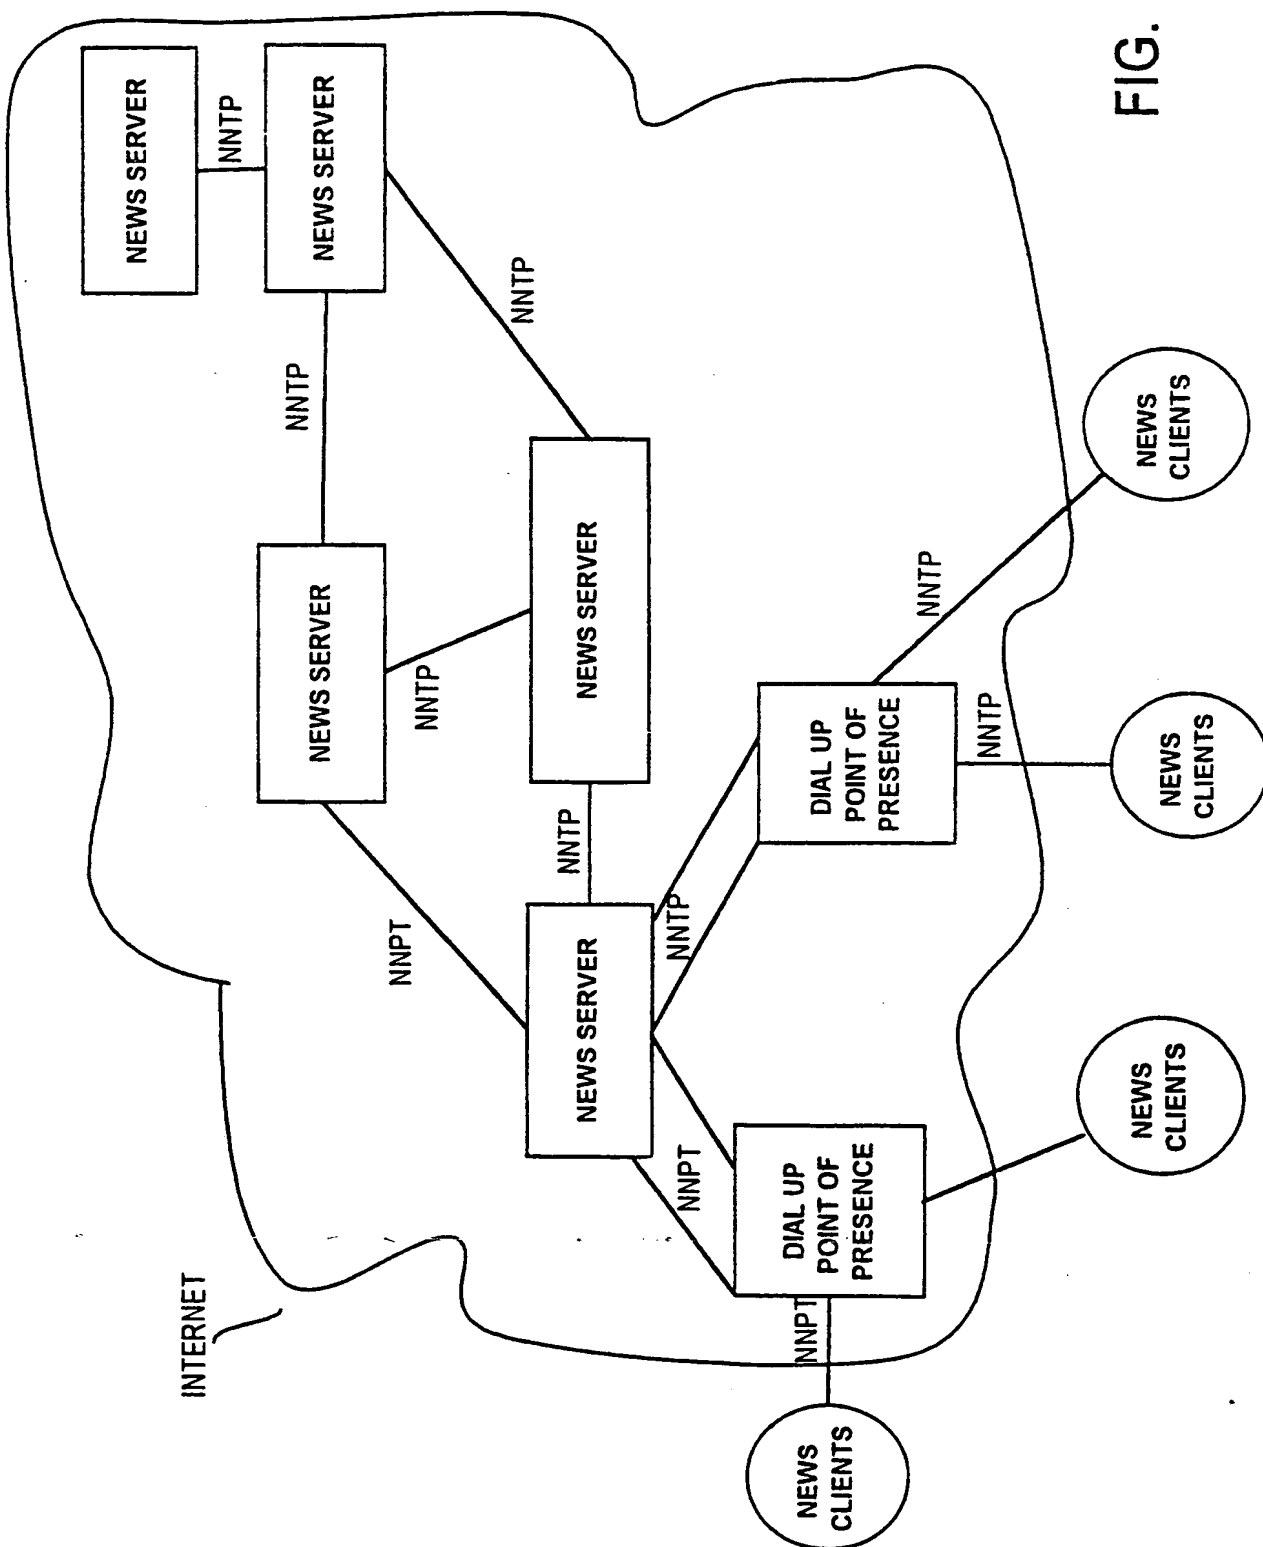 NEWS SERVER
INTERNET
NNTP
NNTP
NEWS SERVER
NEWS SERVER
NNPT
NNTP
NNTP
NNTP
NEWS SERVER
NEWS SERVER
NNPT
NNTP
NEWS
CLIENTS
NNPT
DIAL UP
POINT OF
PRESENCE
DIAL UP
POINT OF
PRESENCE
NNTP
NNTP
NEWS
CLIENTS
NEWS
CLIENTS
NEWS
CLIENTS
FIG.